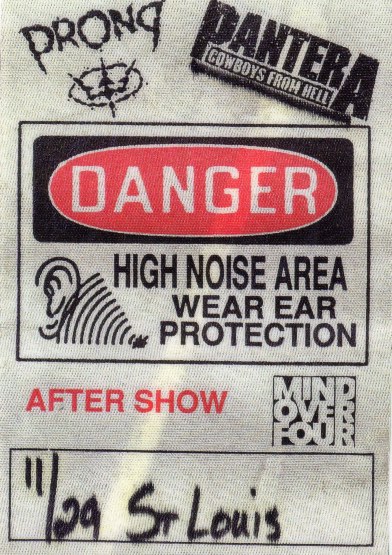 PRONG
PANTERA
COWBOYS FROM HELL
DANGER
HIGH NOISE AREA
WEAR EAR
PROTECTION
AFTER SHOW
MIND
OVER
FOUR
11/29 St Louis